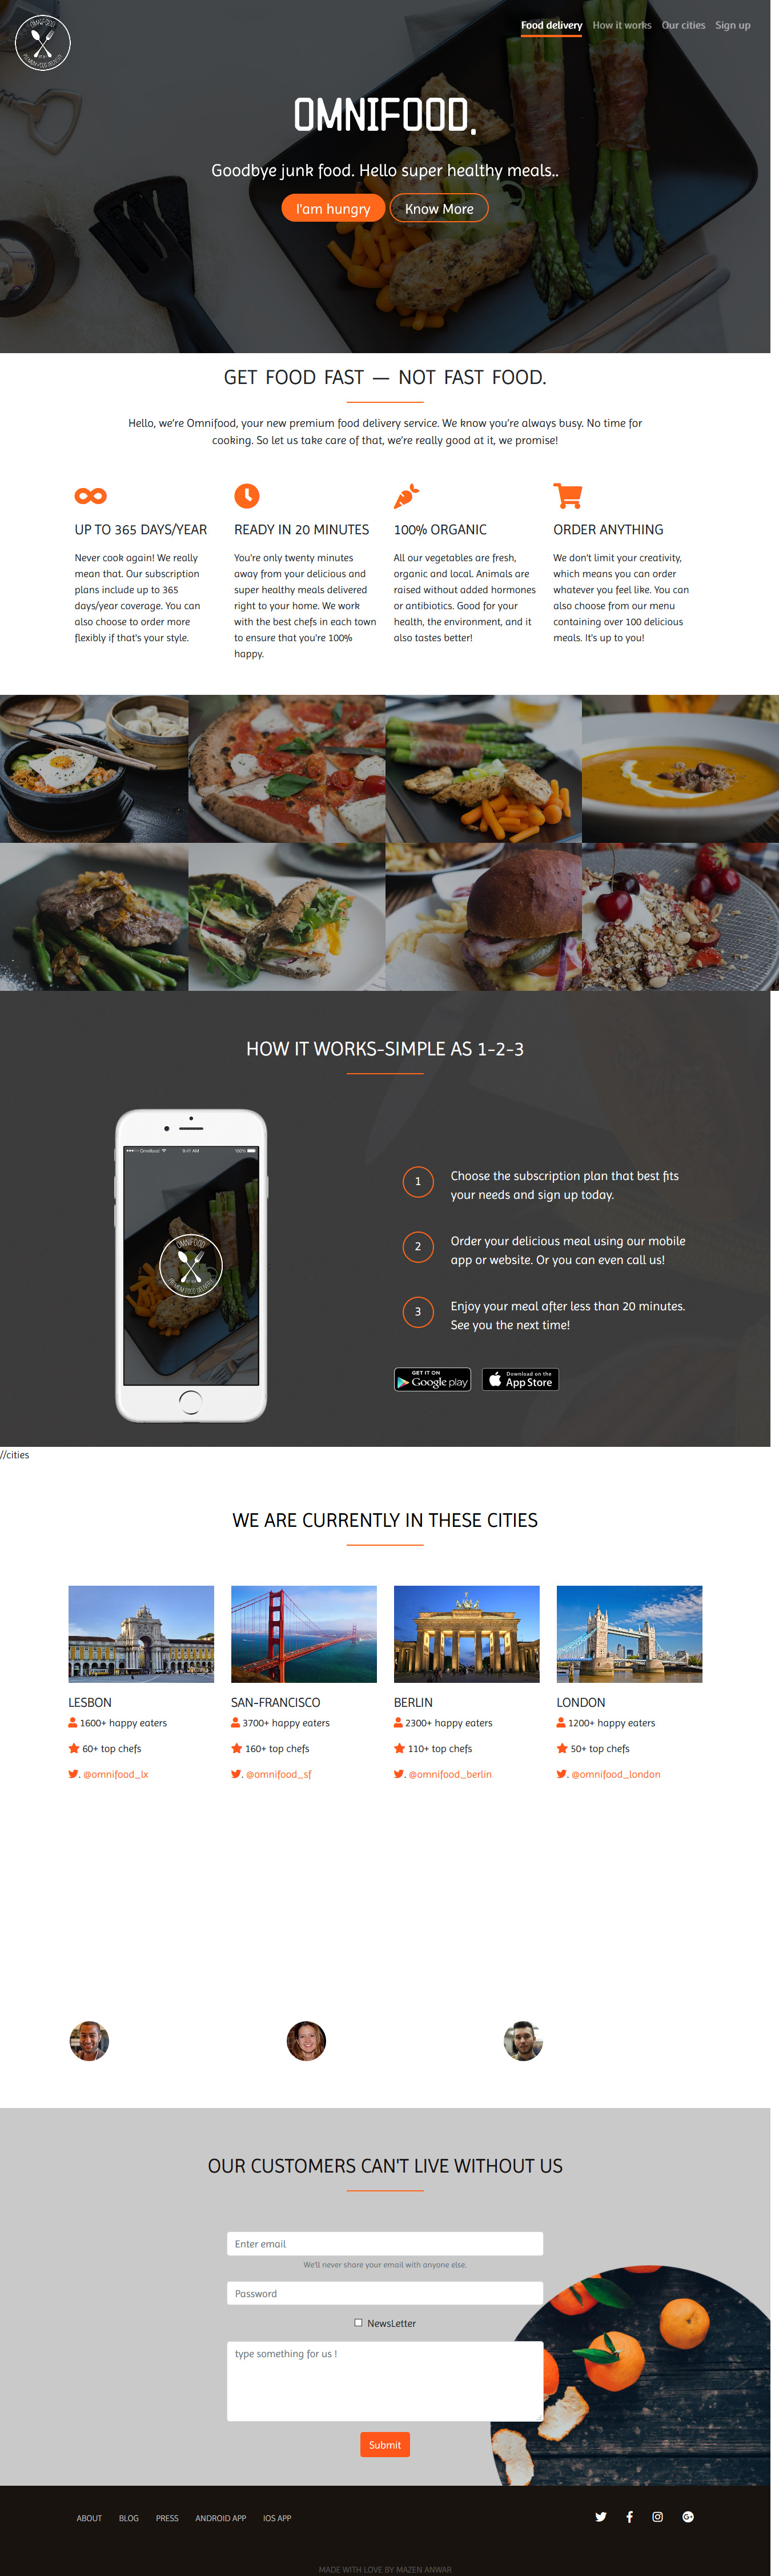 OMNIFOOD
PREMIUM FOOD DELIVERY
Food delivery How it works Our cities Sign up
OMNIFOOD.
Goodbye junk food. Hello super healthy meals..
I'am hungry Know More
GET FOOD FAST — NOT FAST FOOD.
Hello, we're Omnifood, your new premium food delivery service. We know you're always busy. No time for
cooking. So let us take care of that, we're really good at it, we promise!
UP TO 365 DAYS/YEAR
Never cook again! We really
mean that. Our subscription
plans include up to 365
days/year coverage. You can
also choose to order more
flexibly if that's your style.
READY IN 20 MINUTES
You're only twenty minutes
away from your delicious and
super healthy meals delivered
right to your home. We work
with the best chefs in each town
to ensure that you're 100%
happy.
100% ORGANIC
All our vegetables are fresh,
organic and local. Animals are
raised without added hormones
or antibiotics. Good for your
health, the environment, and it
also tastes better!
ORDER ANYTHING
We don't limit your creativity,
which means you can order
whatever you feel like. You can
also choose from our menu
containing over 100 delicious
meals. It's up to you!
HOW IT WORKS-SIMPLE AS 1-2-3
Omnifood 9:41 AM 100%
OMNIFOOD
PREMIUM FOOD DELIVERY
1
Choose the subscription plan that best fits
your needs and sign up today.
2
Order your delicious meal using our mobile
app or website. Or you can even call us!
3
Enjoy your meal after less than 20 minutes.
See you the next time!
GET IT ON
Google play
Download on the
App Store
//cities
WE ARE CURRENTLY IN THESE CITIES
LESBON
1600+ happy eaters
60+ top chefs
. @omnifood_lx
SAN-FRANCISCO
3700+ happy eaters
160+ top chefs
. @omnifood_sf
BERLIN
2300+ happy eaters
110+ top chefs
. @omnifood_berlin
LONDON
1200+ happy eaters
50+ top chefs
. @omnifood_london
OUR CUSTOMERS CAN'T LIVE WITHOUT US
Enter email
We'll never share your email with anyone else.
Password
NewsLetter
type something for us !
Submit
ABOUT BLOG PRESS ANDROID APP IOS APP
MADE WITH LOVE BY MAZEN ANWAR